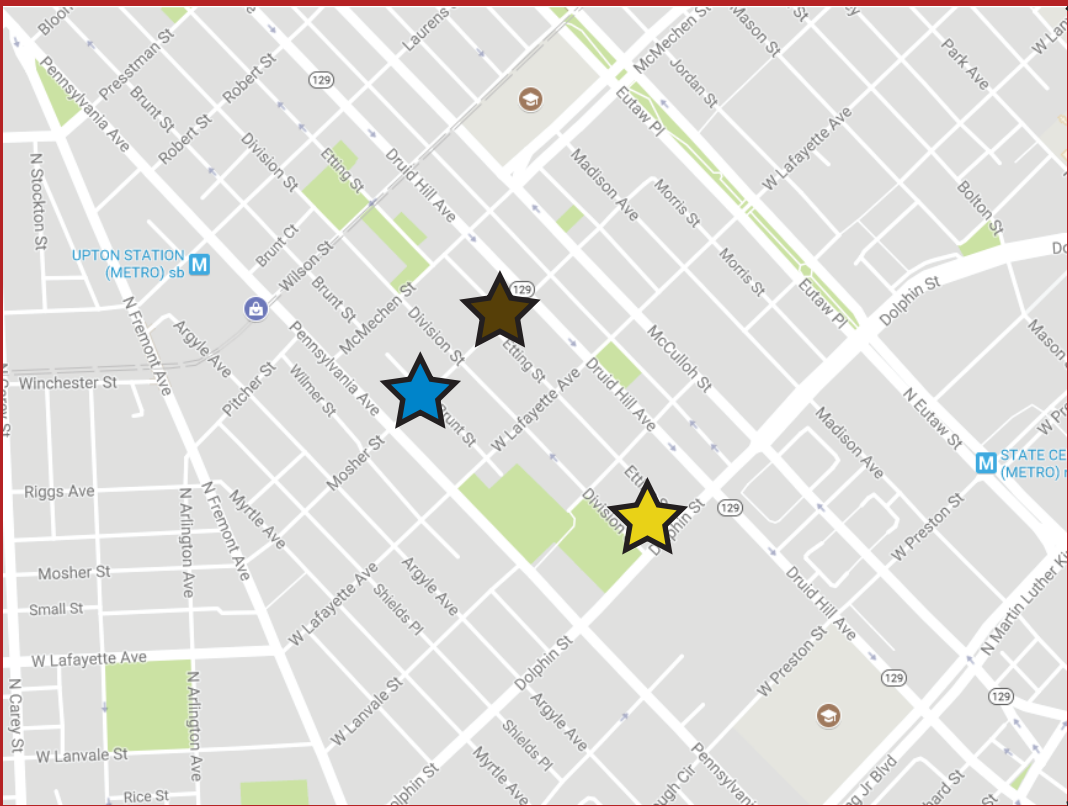 Laurens St
McMechen St
Mason St
St
Park Ave
Presstman St
Robert St
129
Jordan St
Pennsylvania Ave
Brunt St
Eutaw Pl
Robert St
W Lafayette Ave
Division St
Etting St
Druid Hill Ave
Madison Ave
Morris St
Bolton St
N Stockton St
Brunt Ct
Wilson St
Morris St
UPTON STATION
(METRO) sb
M
129
Eutaw Pl
Dolphin St
N Fremont Ave
Brunt St
McMechen St
Division St
Argyle Ave
Pennsylvania Ave
Etting St
McCulloh St
Winchester St
Pitcher St
Wilmer St
W Lafayette Ave
Druid Hill Ave
N Eutaw St
Mosher St
Madison Ave
M
STATE CE
(METRO)
Riggs Ave
N Arlington Ave
N Fremont Ave
Myrtle Ave
Division
129
W Preston St
Mosher St
Small St
Argyle Ave
Shields Pl
W Lafayette Ave
Druid Hill Ave
N Martin Luther
W Lafayette Ave
Dolphin St
W Preston St
129
129
N Carey St
N Arlington Ave
W Lanvale St
Argyle Ave
Shields Pl
W Lanvale St
Myrtle Ave
Pennsylvani
Jr Blvd
Rice St